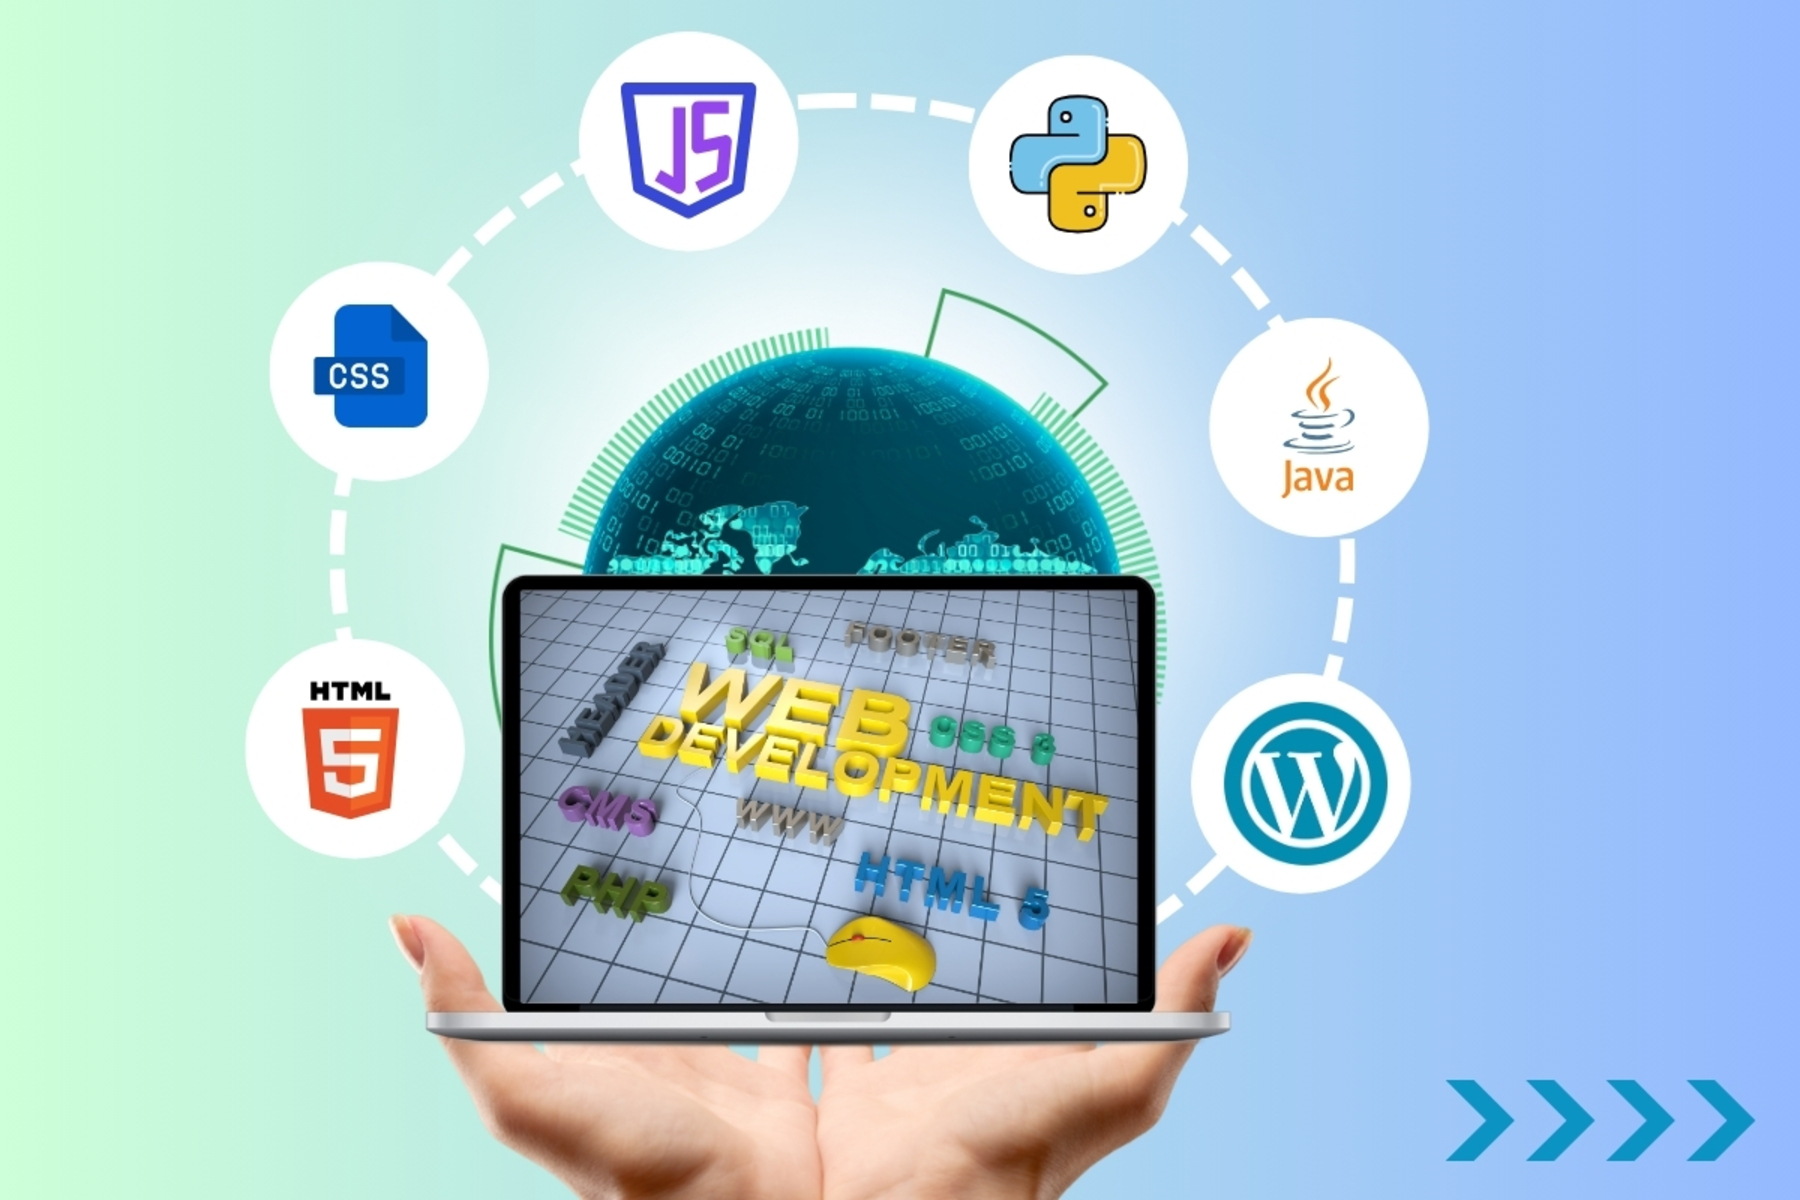 JS
CSS
Java
HTML
5
W
SQL
FOOTER
HEADER
WEB
DEVELOPMENT
CSS 3
CMS
WWW
HTML 5
PHP